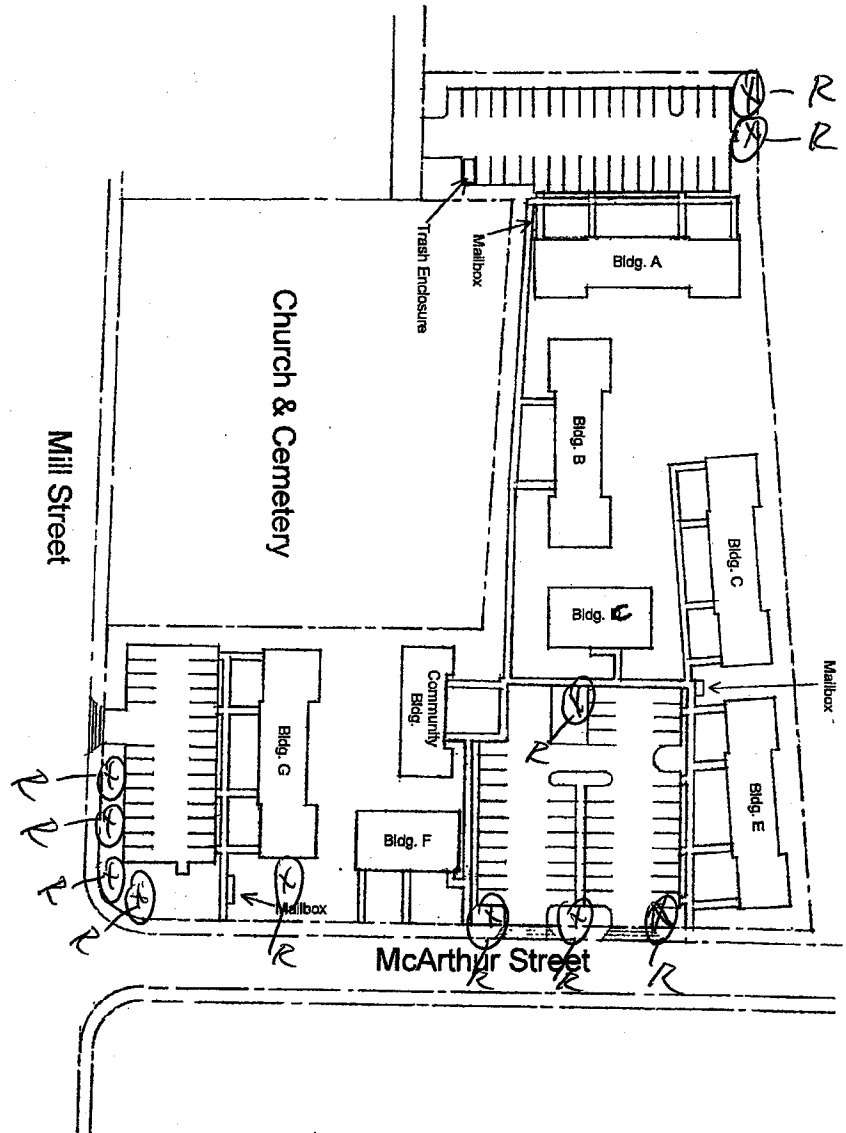 R
R
Trash Enclosure
Mailbox
Bldg. A
Church & Cemetery
Mill Street
Bldg. B
Bldg. C
Bldg.
Mailbox
Community
Bldg.
R
Bldg. G
Bldg. E
Bldg. F
R
R
R
R
Mailbox
R
McArthur Street
R
R
R